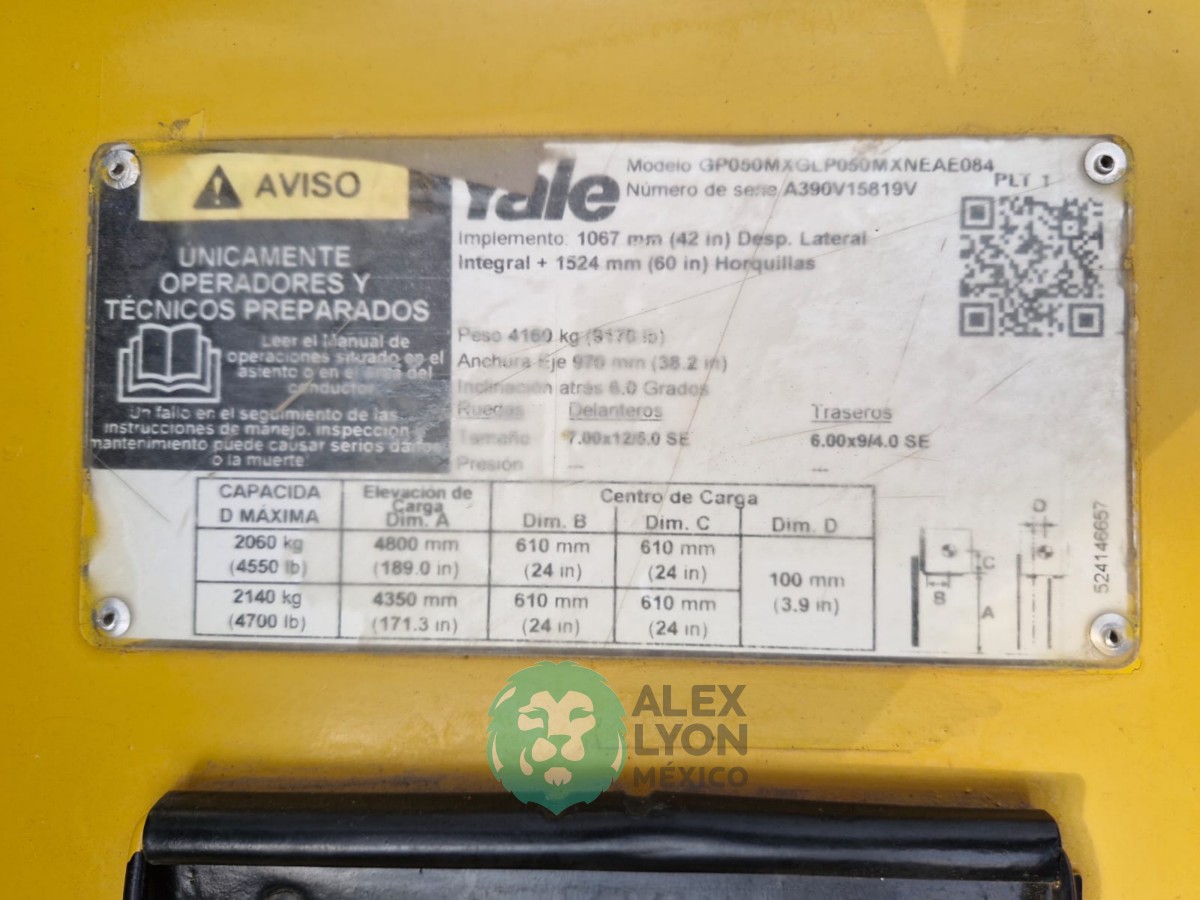 AVISO
ÚNICAMENTE
OPERADORES Y
TÉCNICOS PREPARADOS
Leer el Manual de
operaciones situado en el
asiento o en el área del
conductor.
Un fallo en el seguimiento de las
instrucciones de manejo, inspección y
mantenimiento puede causar serios daños
o la muerte
Yale
Modelo GP050MXGLP050MXNEAE084
Número de serie A390V15819V
PLT 1
Implemento: 1067 mm (42 in) Desp. Lateral
Integral + 1524 mm (60 in) Horquillas
Peso 4160 kg (9170 lb)
Anchura Eje 970 mm (38.2 in)
Inclinación atrás 6.0 Grados
Ruedas Delanteros Traseros
Tamaño 7.00x12/5.0 SE 6.00x9/4.0 SE
Presión --- ---
CAPACIDA
D MÁXIMA
Elevación de
Carga
Dim. A
Centro de Carga
Dim. B Dim. C Dim. D
2060 kg 4800 mm 610 mm 610 mm
(4550 lb) (189.0 in) (24 in) (24 in)
100 mm
(3.9 in)
2140 kg 4350 mm 610 mm 610 mm
(4700 lb) (171.3 in) (24 in) (24 in)
D
C
B
A
524146657
ALEX
LYON
MÉXICO